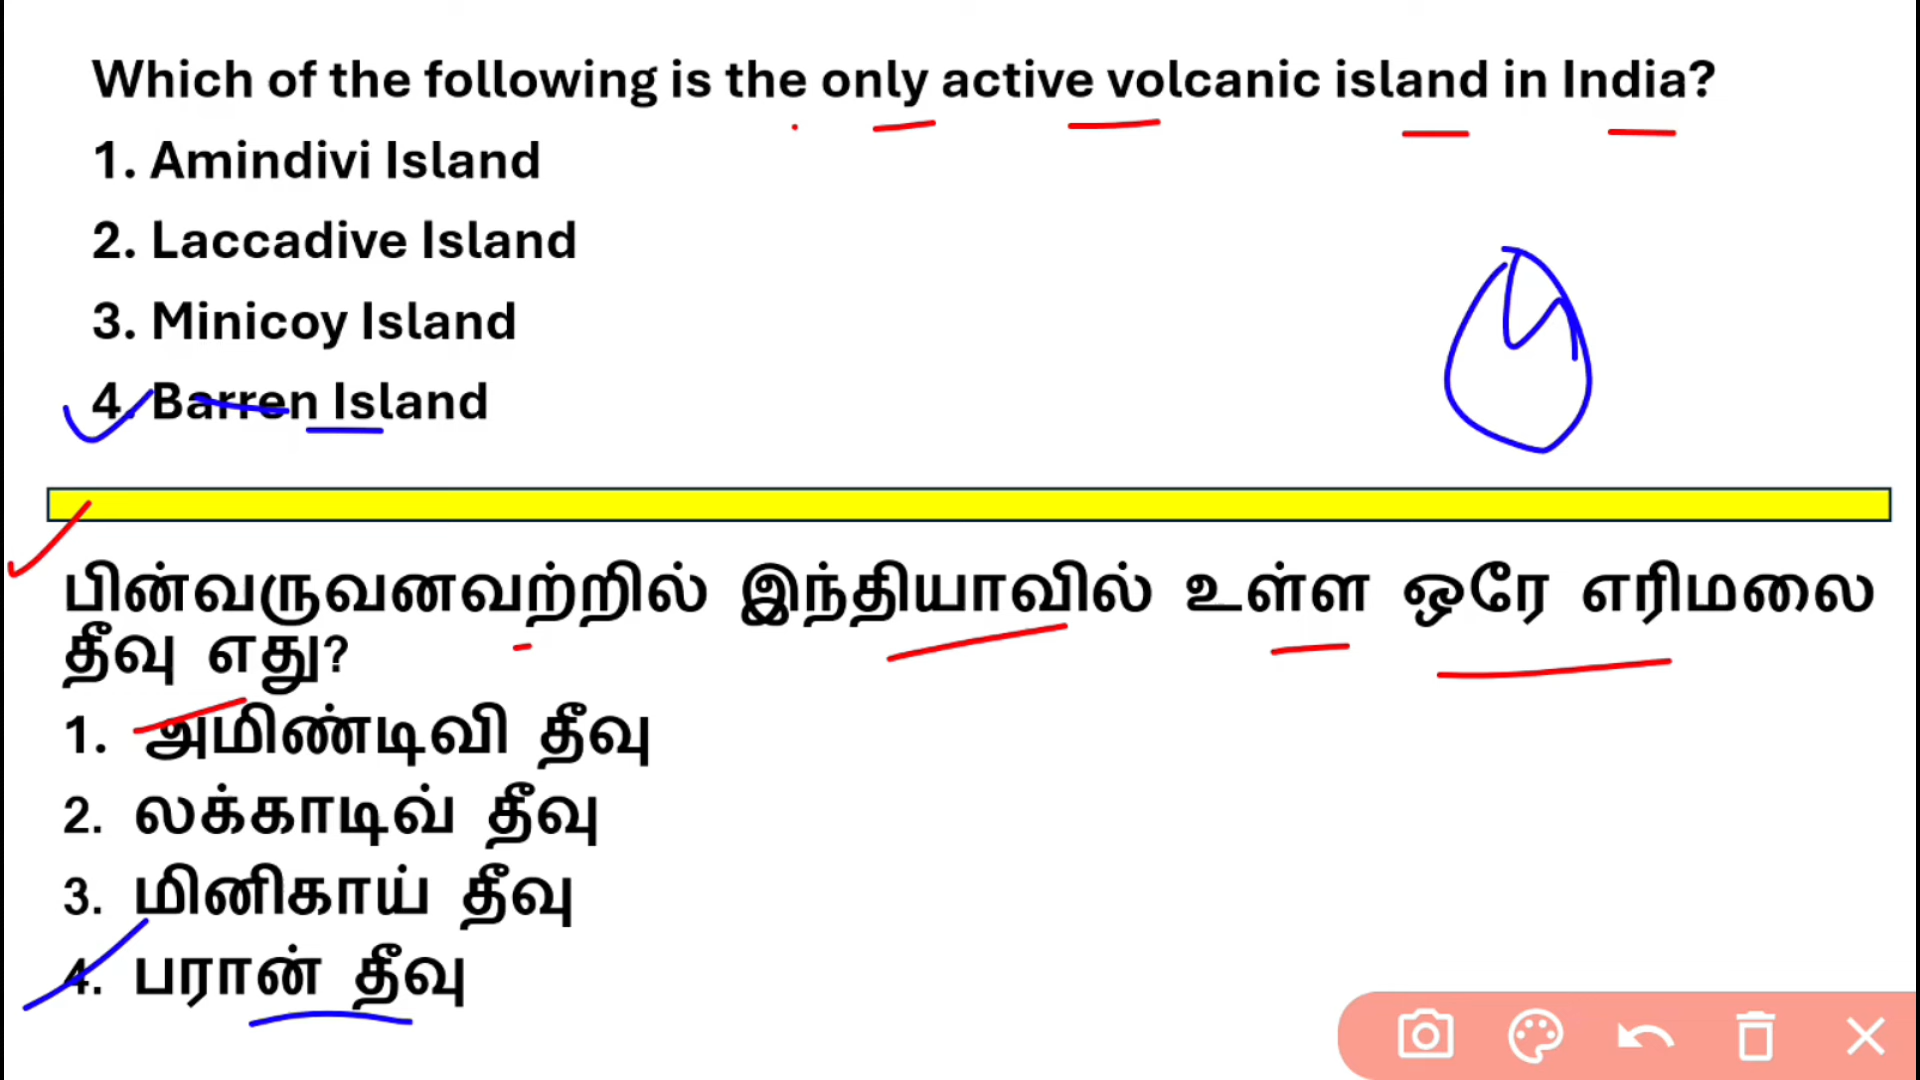 Which of the following is the only active volcanic island in India?
1. Amindivi Island
2. Laccadive Island
3. Minicoy Island
4. Barren Island
பின்வருவனவற்றில் இந்தியாவில் உள்ள ஒரே எரிமலை
தீவு எது?
1. அமிண்டிவி தீவு
2. லக்காடிவ் தீவு
3. மினிகாய் தீவு
4. பரான் தீவு